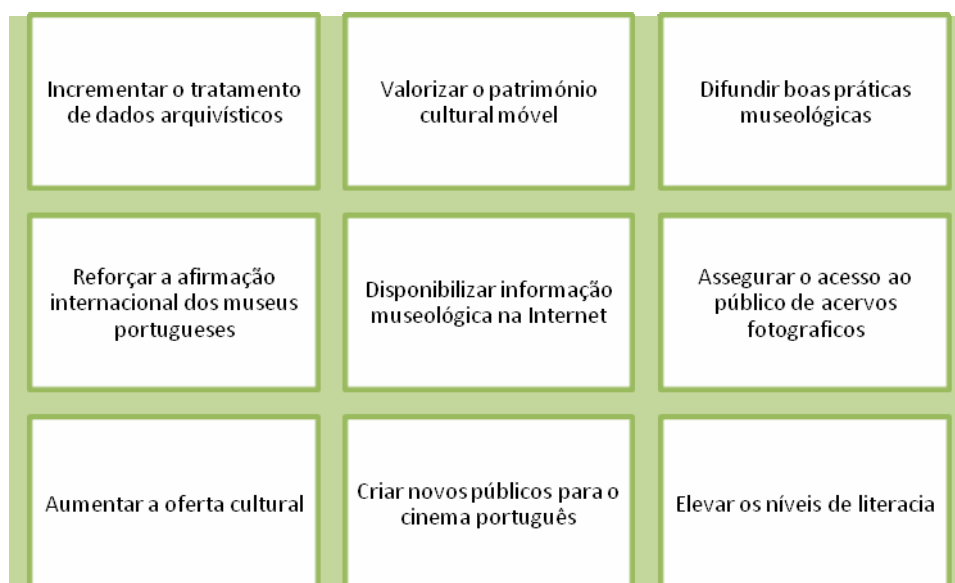 Incrementar o tratamento
de dados arquivísticos
Valorizar o património
cultural móvel
Difundir boas práticas
museológicas
Reforçar a afirmação
internacional dos museus
portugueses
Disponibilizar informação
museológica na Internet
Assegurar o acesso ao
público de acervos
fotograficos
Aumentar a oferta cultural
Criar novos públicos para o
cinema português
Elevar os níveis de literacia